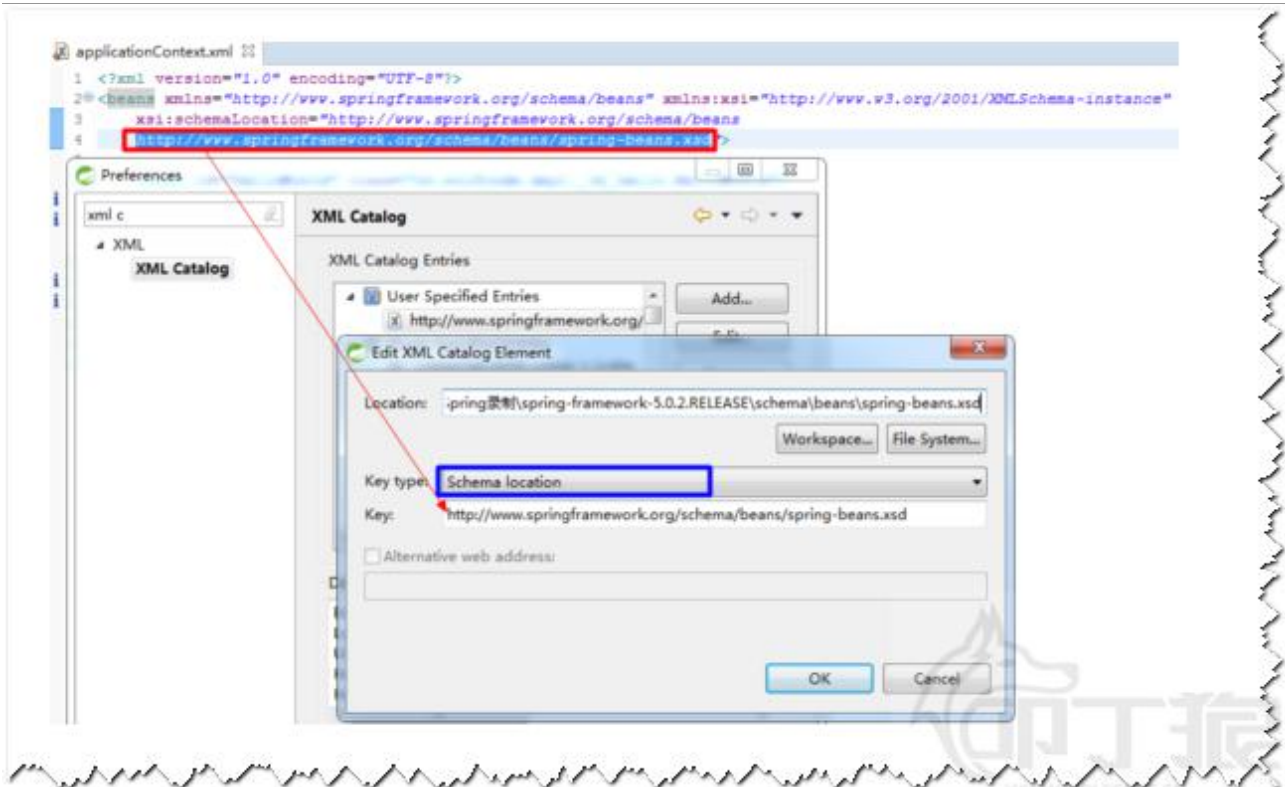 applicationContext.xml
1 <?xml version="1.0" encoding="UTF-8"?>
2 <beans xmlns="http://www.springframework.org/schema/beans" xmlns:xsi="http://www.w3.org/2001/XMLSchema-instance"
3 xsi:schemaLocation="http://www.springframework.org/schema/beans
4 http://www.springframework.org/schema/beans/spring-beans.xsd">
Preferences
xml c
XML Catalog
XML
XML Catalog
XML Catalog Entries
User Specified Entries
Add...
http://www.springframework.org/
Edit XML Catalog Element
Location: pring录制\spring-framework-5.0.2.RELEASE\schema\beans\spring-beans.xsd
Workspace... File System...
Key type: Schema location
Key: http://www.springframework.org/schema/beans/spring-beans.xsd
Alternative web address:
OK Cancel
叩丁狼